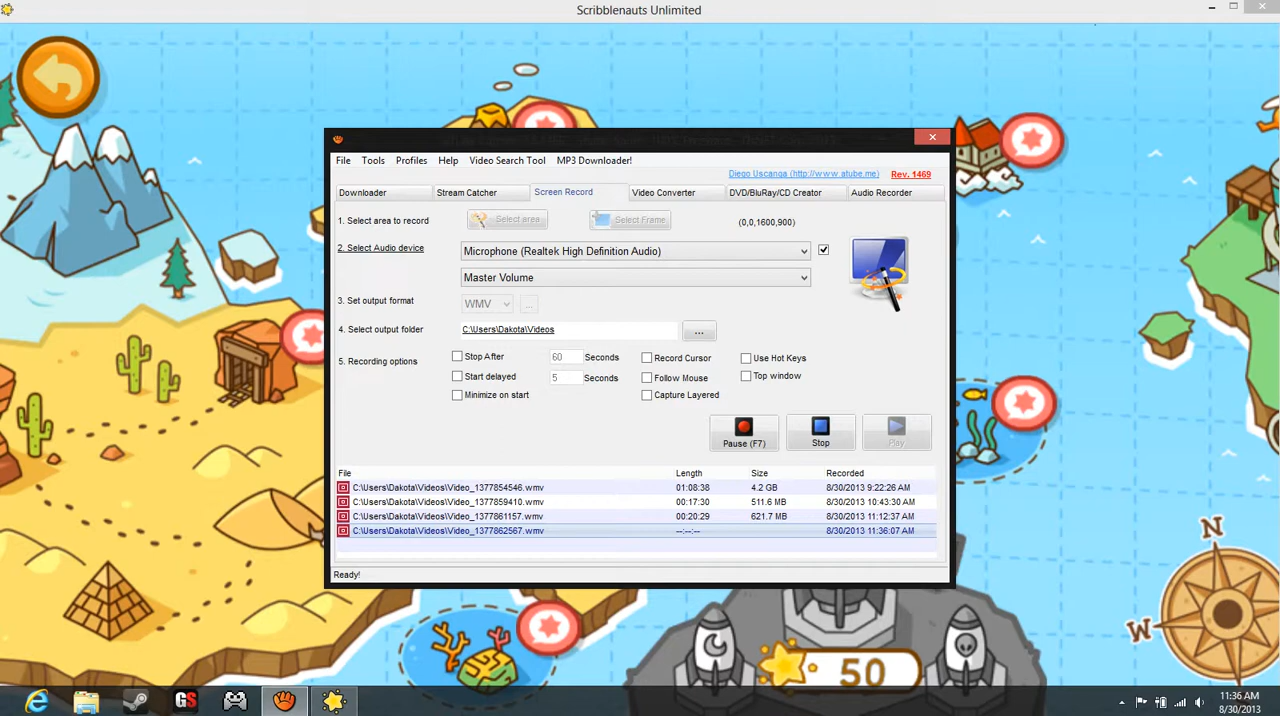 Scribblenauts Unlimited
File Tools Profiles Help Video Search Tool MP3 Downloader!
Diego Uscanga (http://www.atube.me) Rev. 1469
Downloader Stream Catcher Screen Record Video Converter DVD/BluRay/CD Creator Audio Recorder
1. Select area to record Select area Select Frame (0,0,1600,900)
2. Select Audio device Microphone (Realtek High Definition Audio)
Master Volume
3. Set output format WMV ...
4. Select output folder C:\Users\Dakota\Videos ...
5. Recording options Stop After 60 Seconds Record Cursor Use Hot Keys
Start delayed 5 Seconds Follow Mouse Top window
Minimize on start Capture Layered
Pause (F7) Stop Play
File Length Size Recorded
C:\Users\Dakota\Videos\Video_1377854546.wmv 01:08:38 4.2 GB 8/30/2013 9:22:26 AM
C:\Users\Dakota\Videos\Video_1377859410.wmv 00:17:30 511.6 MB 8/30/2013 10:43:30 AM
C:\Users\Dakota\Videos\Video_1377861157.wmv 00:20:29 621.7 MB 8/30/2013 11:12:37 AM
C:\Users\Dakota\Videos\Video_1377862567.wmv --:--:-- 8/30/2013 11:36:07 AM
Ready!
N
W
50
GS
11:36 AM
8/30/2013